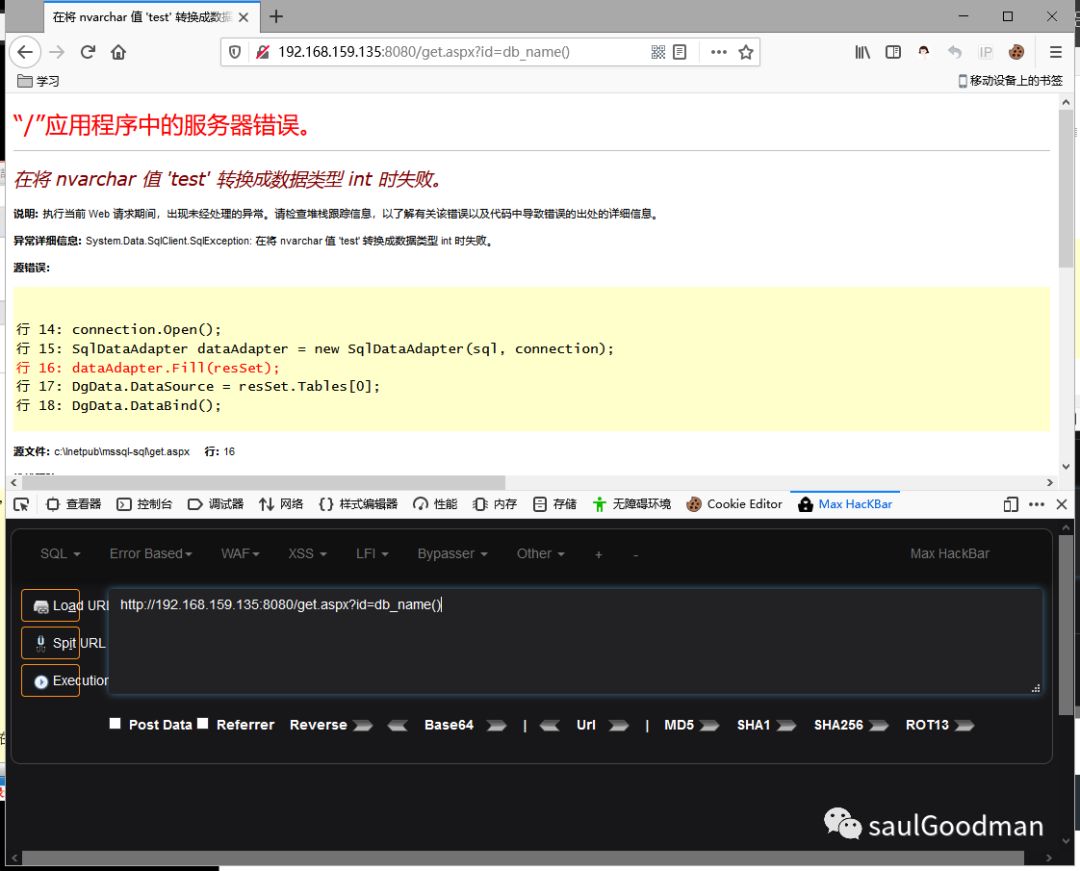 在将 nvarchar 值 'test' 转换成数据
192.168.159.135:8080/get.aspx?id=db_name()
IP
学习
移动设备上的书签
“/”应用程序中的服务器错误。
在将 nvarchar 值 'test' 转换成数据类型 int 时失败。
说明: 执行当前 Web 请求期间，出现未经处理的异常。请检查堆栈跟踪信息，以了解有关该错误以及代码中导致错误的出处的详细信息。
异常详细信息: System.Data.SqlClient.SqlException: 在将 nvarchar 值 'test' 转换成数据类型 int 时失败。
源错误:
行 14: connection.Open();
行 15: SqlDataAdapter dataAdapter = new SqlDataAdapter(sql, connection);
行 16: dataAdapter.Fill(resSet);
行 17: DgData.DataSource = resSet.Tables[0];
行 18: DgData.DataBind();
源文件: c:\Inetpub\mssql-sql\get.aspx 行: 16
查看器 控制台 调试器 网络 {} 样式编辑器 性能 内存 存储 无障碍环境 Cookie Editor Max HacKBar
SQL Error Based WAF XSS LFI Bypasser Other + - Max HackBar
Load URL http://192.168.159.135:8080/get.aspx?id=db_name()
Split URL
Execution
Post Data Referrer Reverse Base64 | Url | MD5 SHA1 SHA256 ROT13
saulGoodman